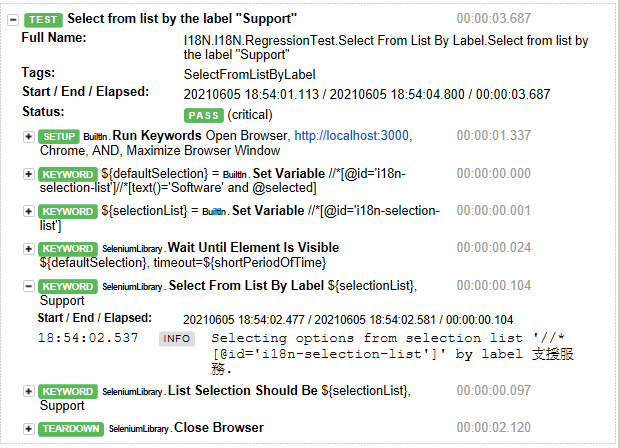 TEST Select from list by the label "Support" 00:00:03.687
Full Name: I18N.I18N.RegressionTest.Select From List By Label.Select from list by
the label "Support"
Tags: SelectFromListByLabel
Start / End / Elapsed: 20210605 18:54:01.113 / 20210605 18:54:04.800 / 00:00:03.687
Status: PASS (critical)
SETUP BuiltIn. Run Keywords Open Browser, http://localhost:3000, 00:00:01.337
Chrome, AND, Maximize Browser Window
KEYWORD ${defaultSelection} = BuiltIn. Set Variable //*[@id='i18n- 00:00:00.000
selection-list']//*[text()='Software' and @selected]
KEYWORD ${selectionList} = BuiltIn. Set Variable //*[@id='i18n-selection- 00:00:00.001
list']
KEYWORD SeleniumLibrary. Wait Until Element Is Visible 00:00:00.024
${defaultSelection}, timeout=${shortPeriodOfTime}
KEYWORD SeleniumLibrary. Select From List By Label ${selectionList}, 00:00:00.104
Support
Start / End / Elapsed: 20210605 18:54:02.477 / 20210605 18:54:02.581 / 00:00:00.104
18:54:02.537 INFO Selecting options from selection list '//*
[@id='i18n-selection-list']' by label 支援服
務.
KEYWORD SeleniumLibrary. List Selection Should Be ${selectionList}, 00:00:00.097
Support
TEARDOWN SeleniumLibrary. Close Browser 00:00:02.120